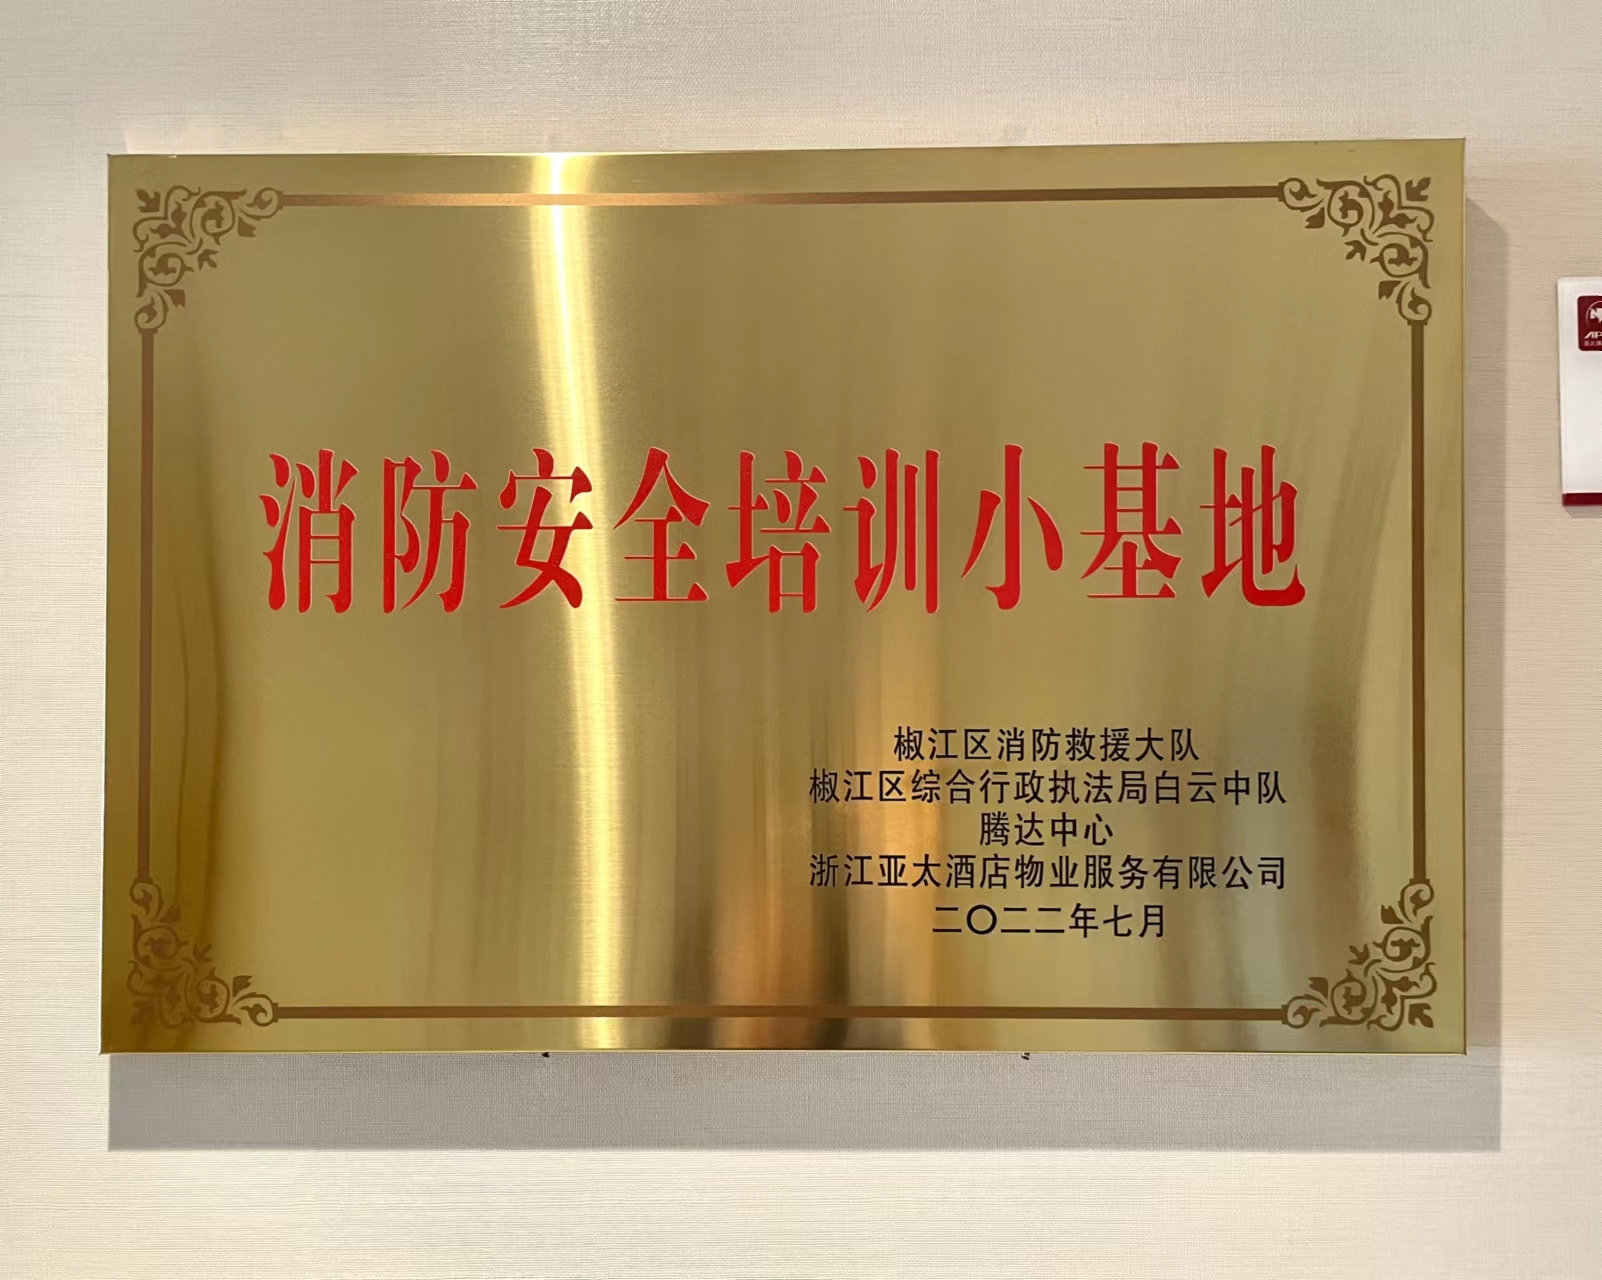 消防安全培训小基地
椒江区消防救援大队
椒江区综合行政执法局白云中队
腾达中心
浙江亚太酒店物业服务有限公司
二〇二二年七月